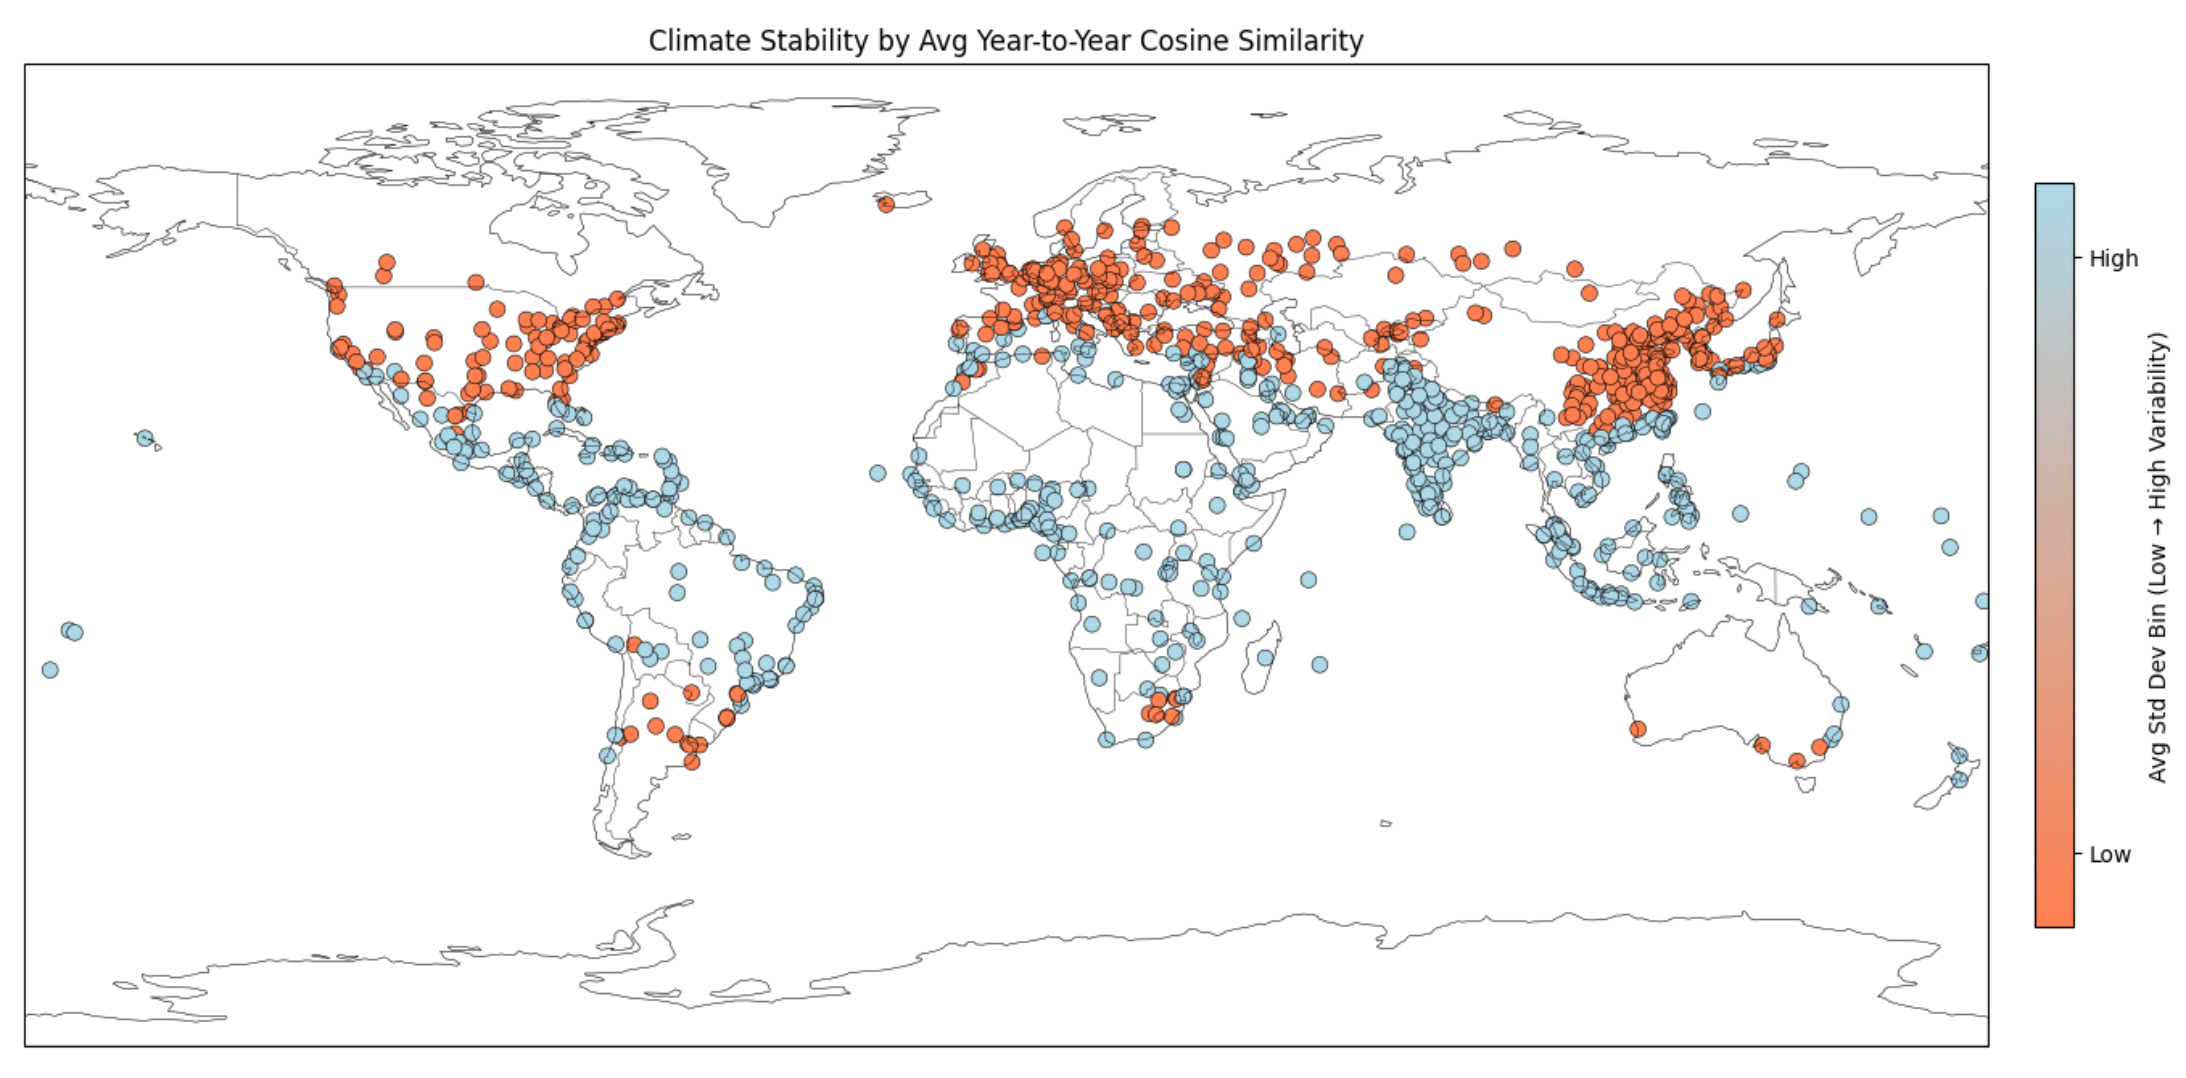 Climate Stability by Avg Year-to-Year Cosine Similarity
High
Low
Avg Std Dev Bin (Low → High Variability)